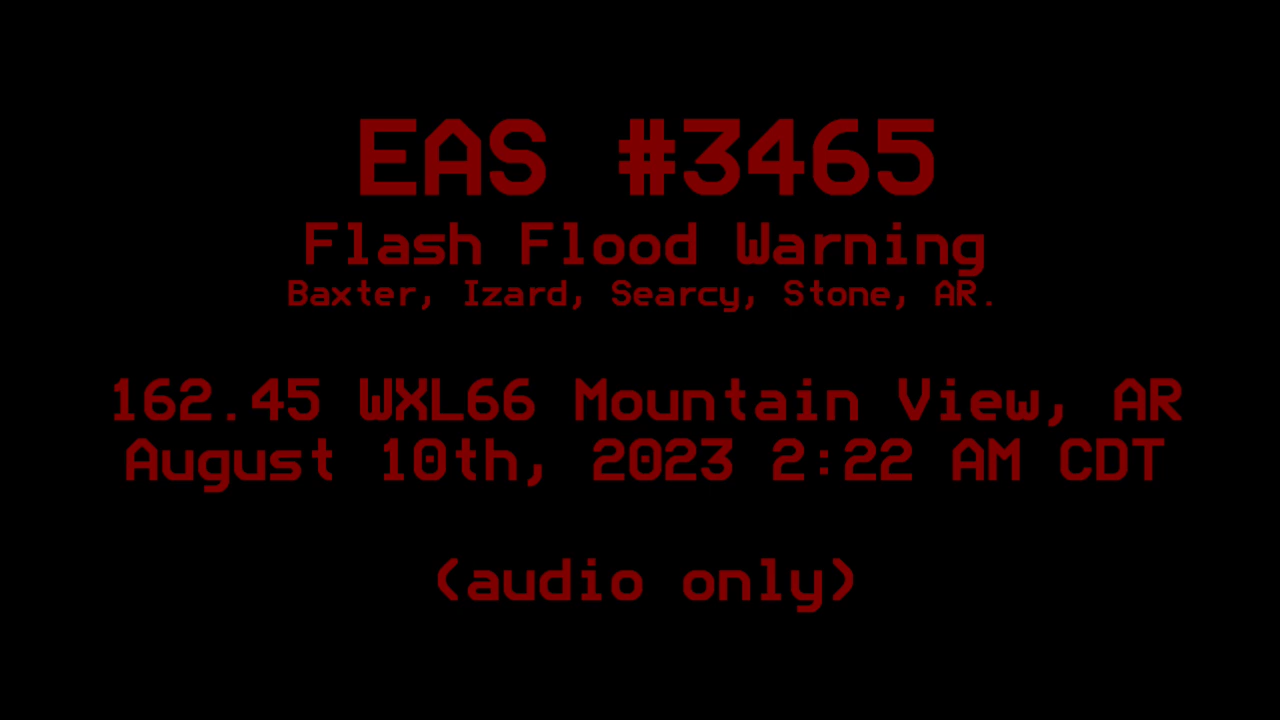 EAS #3465
Flash Flood Warning
Baxter, Izard, Searcy, Stone, AR.
162.45 WXL66 Mountain View, AR
August 10th, 2023 2:22 AM CDT
(audio only)